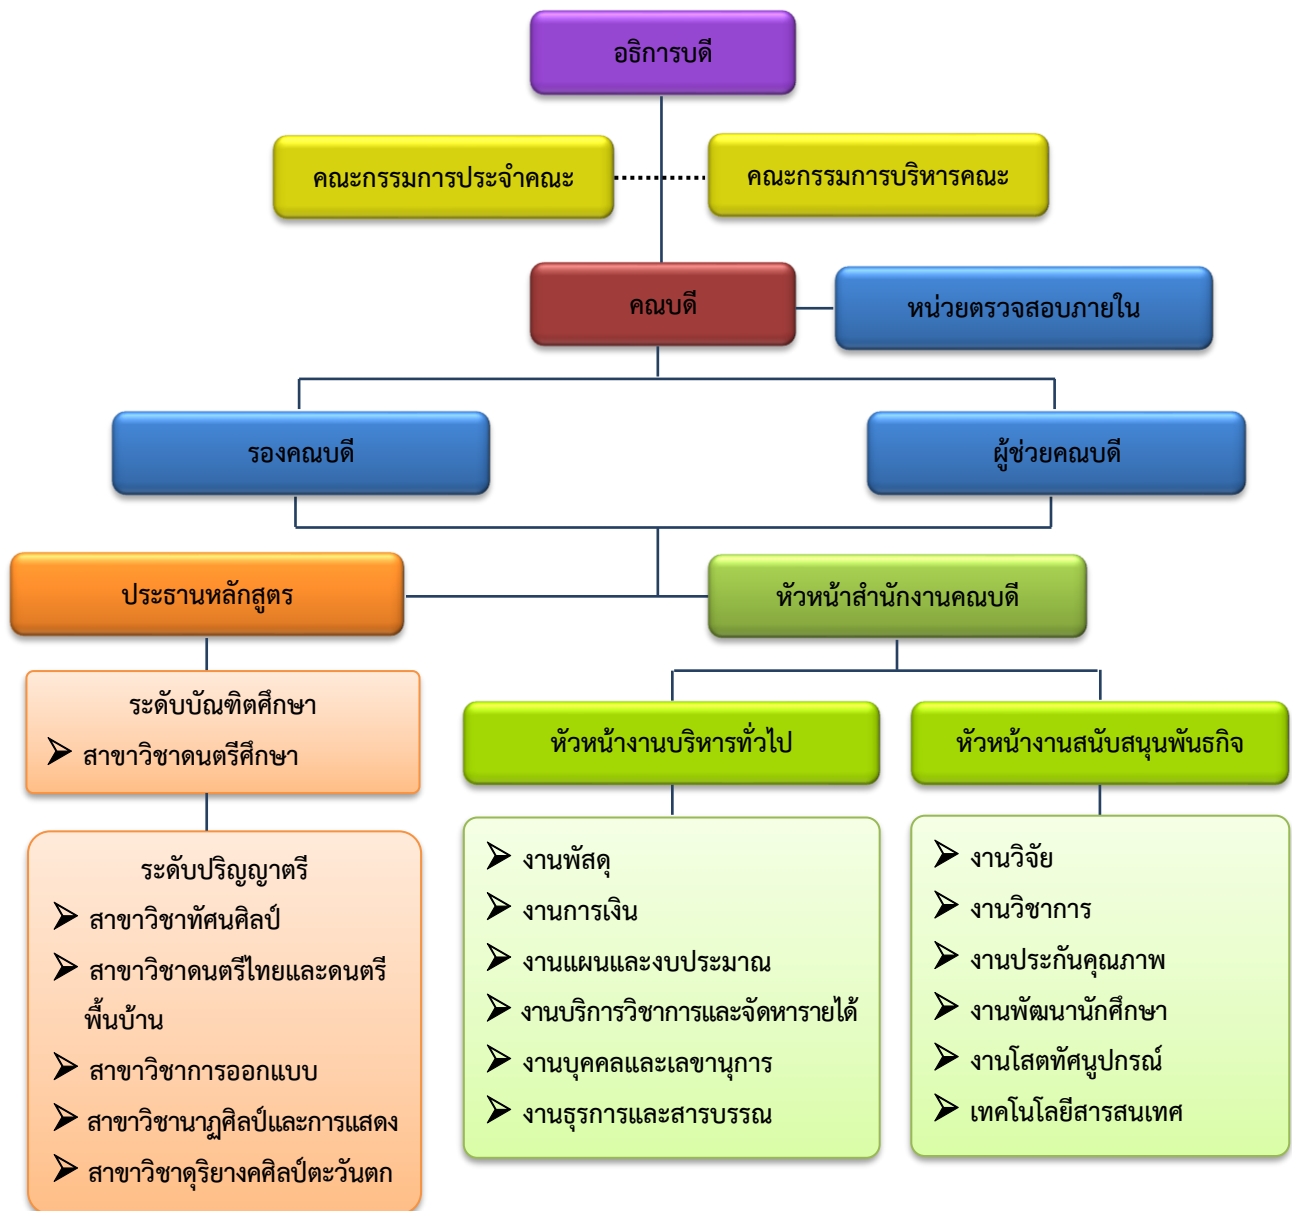 อธิการบดี
คณะกรรมการประจำคณะ
คณะกรรมการบริหารคณะ
คณบดี
หน่วยตรวจสอบภายใน
รองคณบดี
ผู้ช่วยคณบดี
ประธานหลักสูตร
หัวหน้าสำนักงานคณบดี
ระดับบัณฑิตศึกษา
สาขาวิชาดนตรีศึกษา
ระดับปริญญาตรี
สาขาวิชาทัศนศิลป์
สาขาวิชาดนตรีไทยและดนตรี
พื้นบ้าน
สาขาวิชาการออกแบบ
สาขาวิชานาฏศิลป์และการแสดง
สาขาวิชาดุริยางคศิลป์ตะวันตก
หัวหน้างานบริหารทั่วไป
งานพัสดุ
งานการเงิน
งานแผนและงบประมาณ
งานบริการวิชาการและจัดหารายได้
งานบุคคลและเลขานุการ
งานธุรการและสารบรรณ
หัวหน้างานสนับสนุนพันธกิจ
งานวิจัย
งานวิชาการ
งานประกันคุณภาพ
งานพัฒนานักศึกษา
งานโสตทัศนูปกรณ์
เทคโนโลยีสารสนเทศ